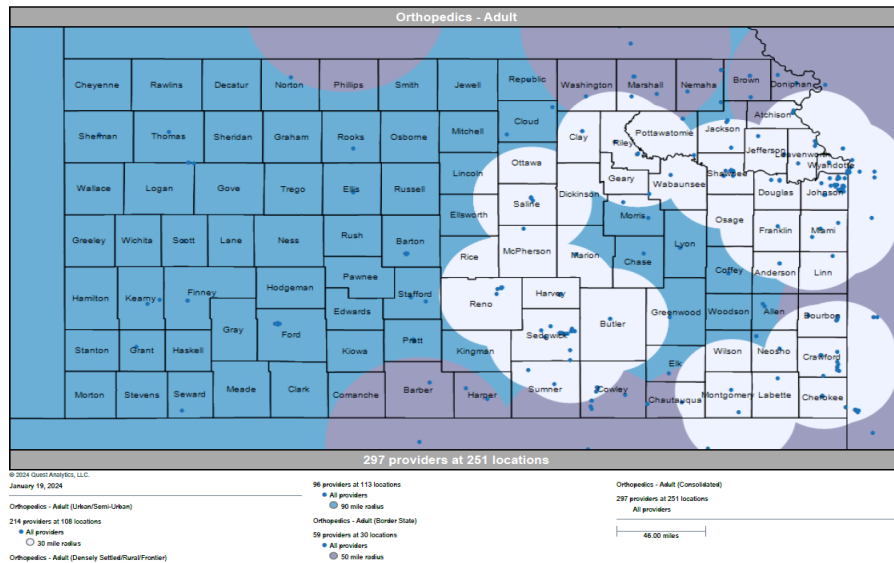 Orthopedics - Adult
Cheyenne Rawlins Decatur Norton Phillips Smith Jewell Republic Washington Marshall Nemaha Brown Doniphan
Sherman Thomas Sheridan Graham Rooks Osborne Mitchell Cloud Clay Riley Pottawatomie Jackson Atchison
Jefferson Leavenworth Wyandotte
Wallace Logan Gove Trego Ellis Russell Lincoln Ottawa Saline Dickinson Geary Wabaunsee Shawnee Douglas Johnson
Greeley Wichita Scott Lane Ness Rush Barton Ellsworth Rice McPherson Marion Morris Chase Lyon Osage Franklin Miami
Hamilton Kearny Finney Hodgeman Pawnee Stafford Reno Harvey Butler Greenwood Coffey Anderson Linn
Gray Ford Edwards Pratt Kingman Sedgwick Woodson Allen Bourbon
Stanton Grant Haskell Kiowa Elk Wilson Neosho Crawford
Morton Stevens Seward Meade Clark Comanche Barber Harper Sumner Cowley Chautauqua Montgomery Labette Cherokee
297 providers at 251 locations
© 2024 Quest Analytics, LLC.
January 19, 2024
Orthopedics - Adult (Urban/Semi-Urban)
214 providers at 108 locations
All providers
30 mile radius
Orthopedics - Adult (Densely Settled/Rural/Frontier)
96 providers at 113 locations
All providers
90 mile radius
Orthopedics - Adult (Border State)
59 providers at 30 locations
All providers
50 mile radius
Orthopedics - Adult (Consolidated)
297 providers at 251 locations
All providers
46.00 miles